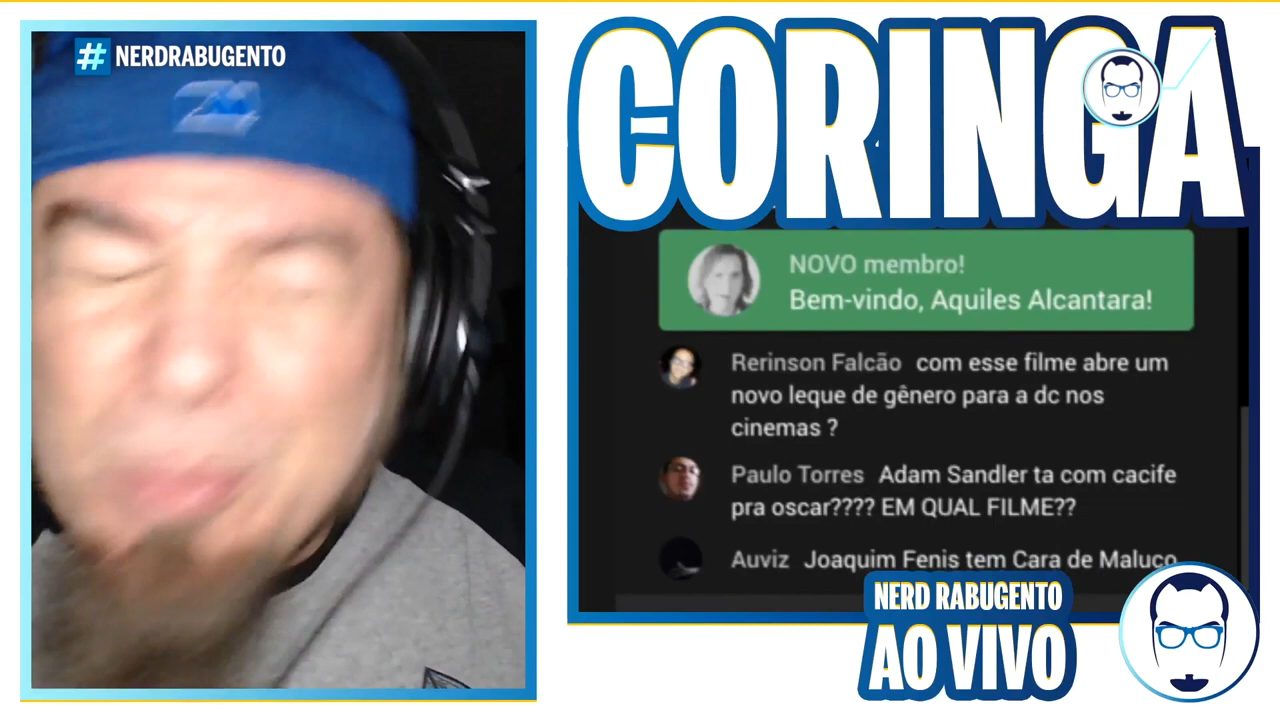 # NERDRABUGENTO
CORINGA
NOVO membro!
Bem-vindo, Aquiles Alcantara!
Rerinson Falcão com esse filme abre um
novo leque de gênero para a dc nos
cinemas ?
Paulo Torres Adam Sandler ta com cacife
pra oscar???? EM QUAL FILME??
Auviz Joaquim Fenis tem Cara de Maluco
NERD RABUGENTO
AO VIVO